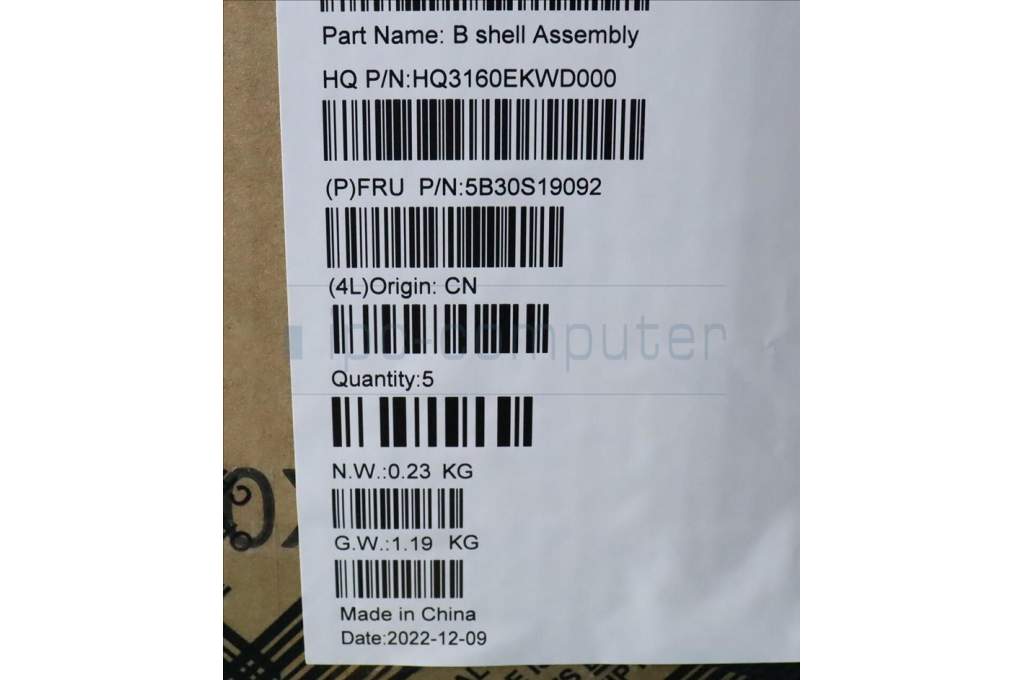 Part Name: B shell Assembly
HQ P/N:HQ3160EKWD000
(P)FRU P/N:5B30S19092
(4L)Origin: CN
ipc-computer
Quantity:5
N.W.:0.23 KG
G.W.:1.19 KG
Made in China
Date:2022-12-09